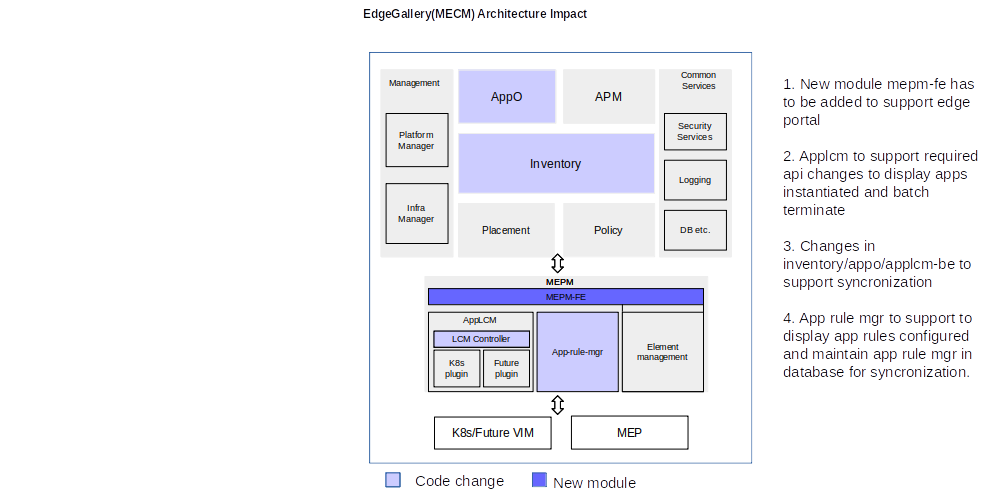 EdgeGallery(MECM) Architecture Impact
Management
Platform
Manager
Infra
Manager
AppO
APM
Inventory
Placement
Policy
Common
Services
Security
Services
Logging
DB etc.
MEPM
MEPM-FE
AppLCM
LCM Controller
K8s
plugin
Future
plugin
App-rule-mgr
Element
management
K8s/Future VIM
MEP
Code change
New module
1. New module mepm-fe has
to be added to support edge
portal
2. Applcm to support required
api changes to display apps
instantiated and batch
terminate
3. Changes in
inventory/appo/applcm-be to
support syncronization
4. App rule mgr to support to
display app rules configured
and maintain app rule mgr in
database for syncronization.